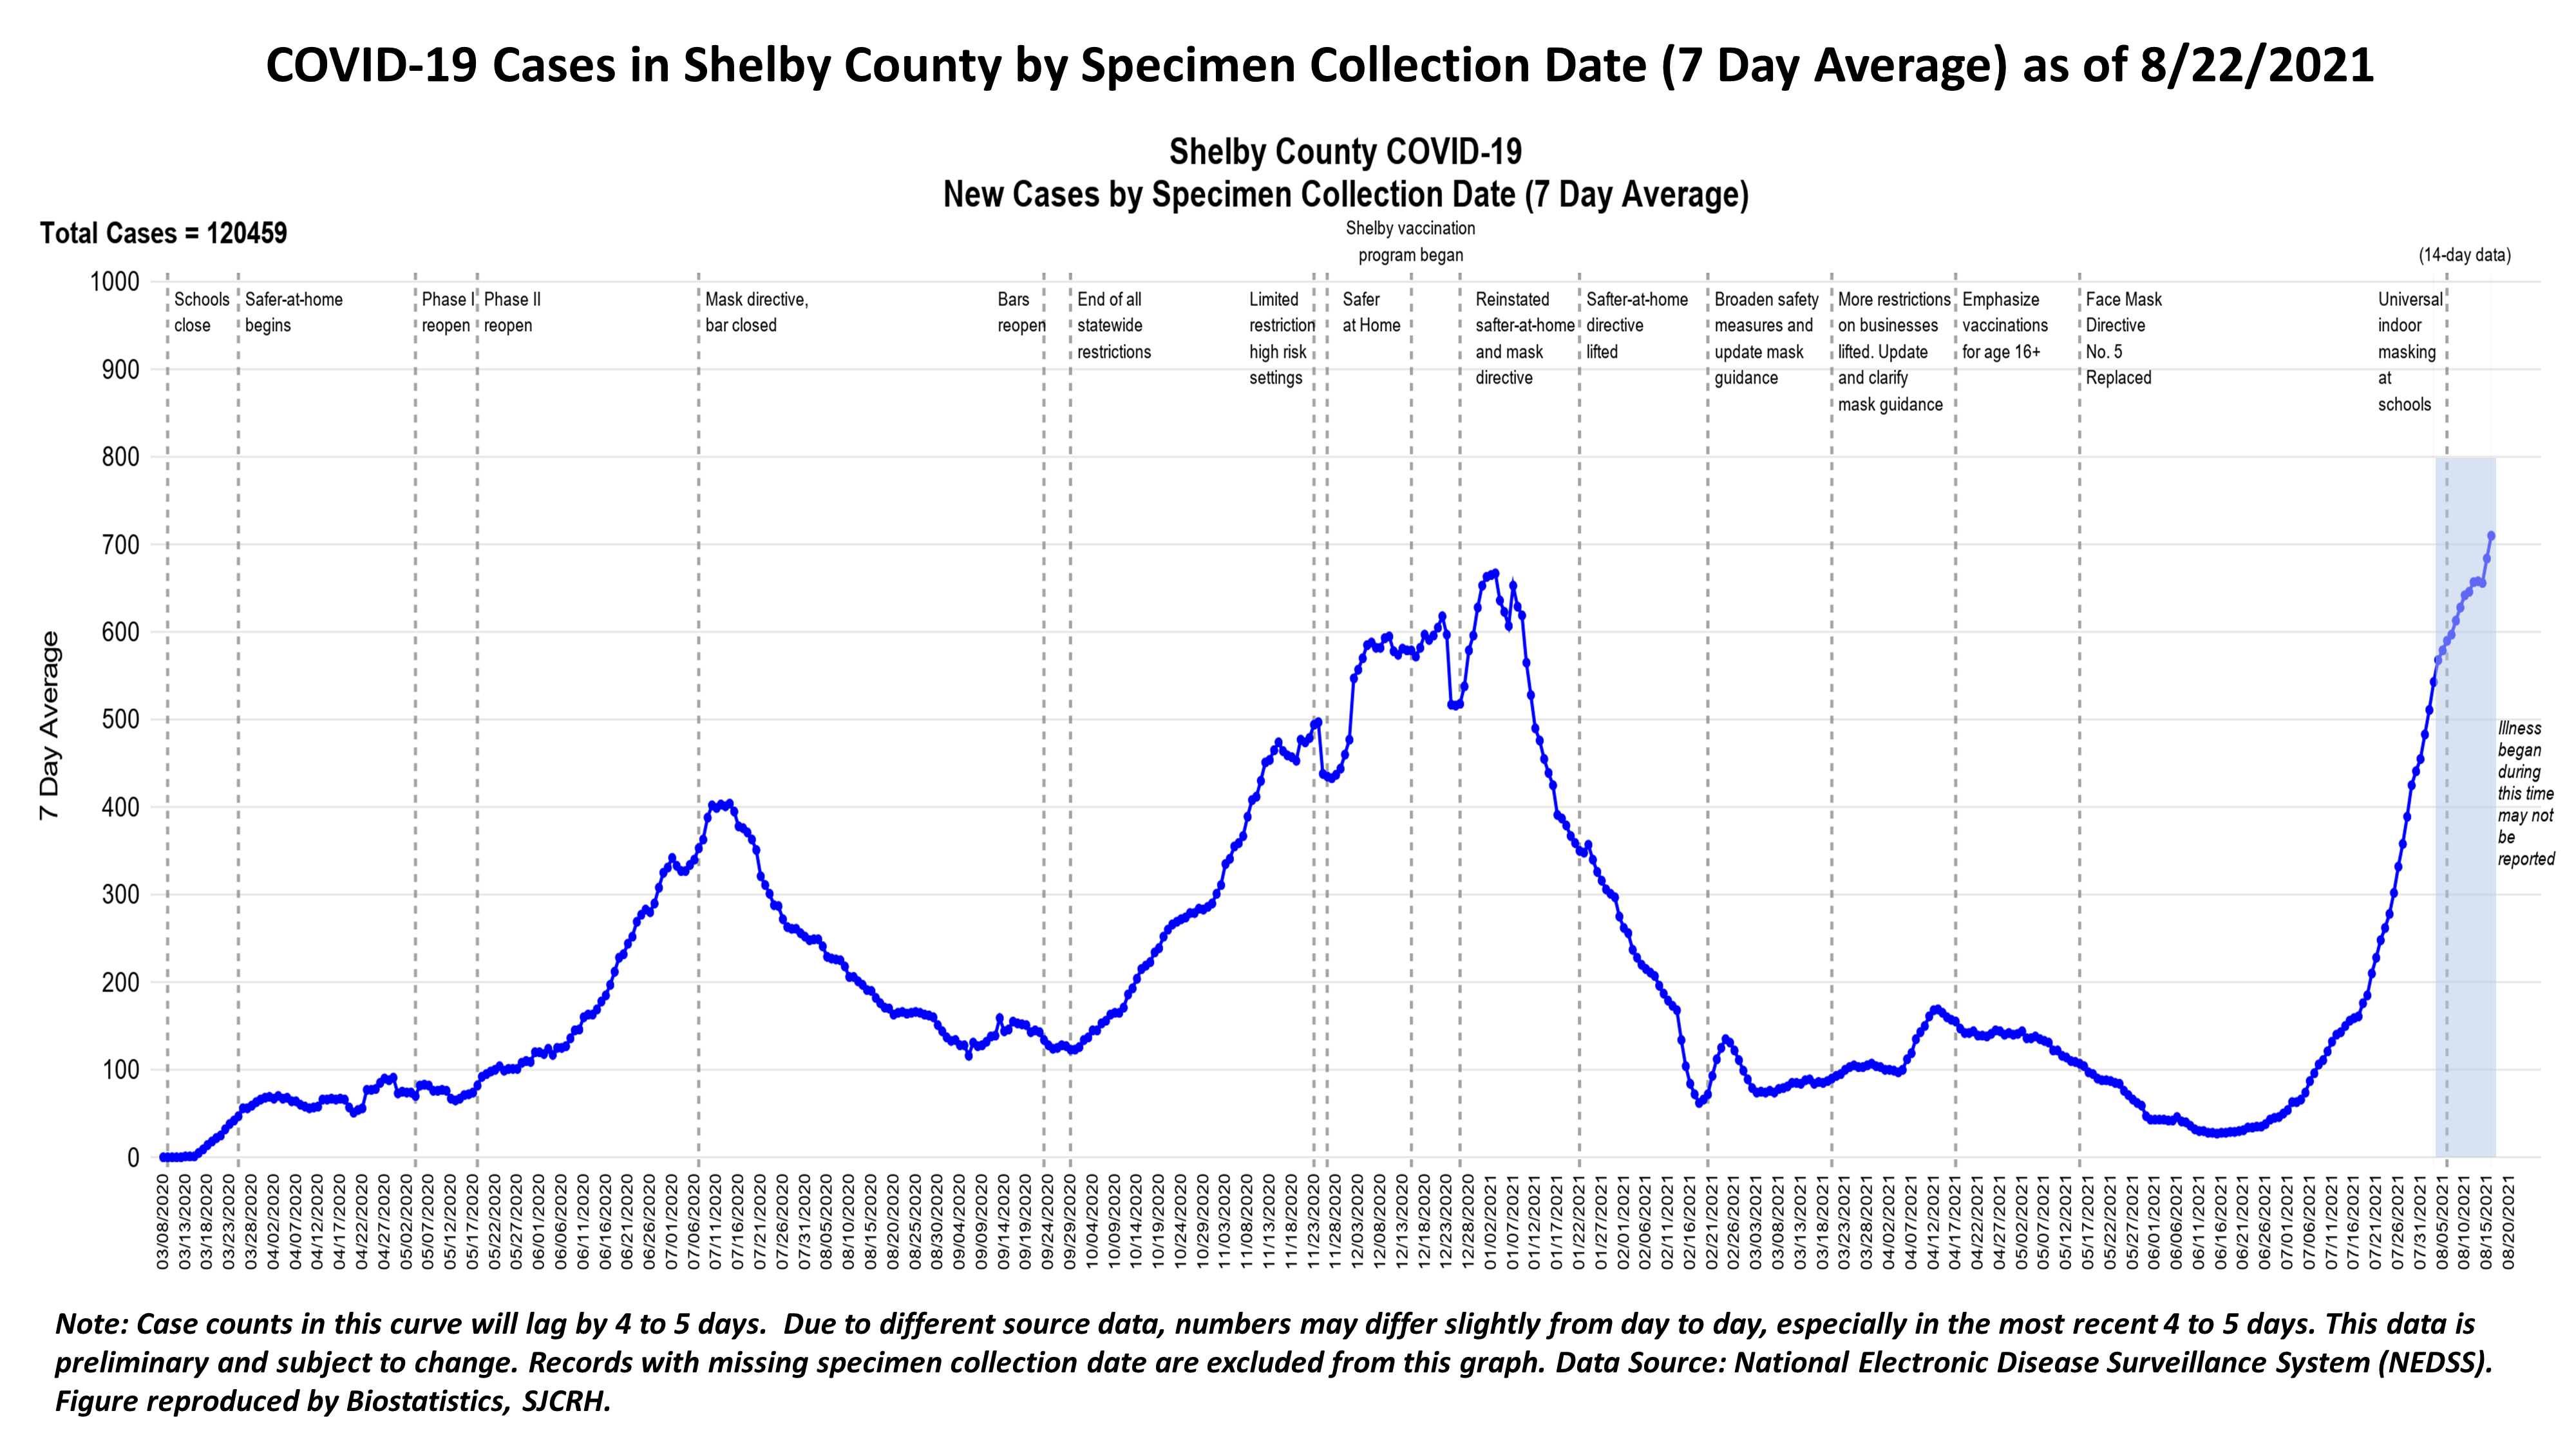 COVID-19 Cases in Shelby County by Specimen Collection Date (7 Day Average) as of 8/22/2021
Shelby County COVID-19
New Cases by Specimen Collection Date (7 Day Average)
Total Cases = 120459
Shelby vaccination
program began
(14-day data)
1000
900
800
700
600
500
400
300
200
100
0
7 Day Average
Schools
close
Safer-at-home
begins
Phase I
reopen
Phase II
reopen
Mask directive,
bar closed
Bars
reopen
End of all
statewide
restrictions
Limited
restriction
high risk
settings
Safer
at Home
Reinstated
safter-at-home
and mask
directive
Safter-at-home
directive
lifted
Broaden safety
measures and
update mask
guidance
More restrictions
on businesses
lifted. Update
and clarify
mask guidance
Emphasize
vaccinations
for age 16+
Face Mask
Directive
No. 5
Replaced
Universal
indoor
masking
at
schools
Illness
began
during
this time
may not
be
reported
03/08/2020
03/13/2020
03/18/2020
03/23/2020
03/28/2020
04/02/2020
04/07/2020
04/12/2020
04/17/2020
04/22/2020
04/27/2020
05/02/2020
05/07/2020
05/12/2020
05/17/2020
05/22/2020
05/27/2020
06/01/2020
06/06/2020
06/11/2020
06/16/2020
06/21/2020
06/26/2020
07/01/2020
07/06/2020
07/11/2020
07/16/2020
07/21/2020
07/26/2020
07/31/2020
08/05/2020
08/10/2020
08/15/2020
08/20/2020
08/25/2020
08/30/2020
09/04/2020
09/09/2020
09/14/2020
09/19/2020
09/24/2020
09/29/2020
10/04/2020
10/09/2020
10/14/2020
10/19/2020
10/24/2020
10/29/2020
11/03/2020
11/08/2020
11/13/2020
11/18/2020
11/23/2020
11/28/2020
12/03/2020
12/08/2020
12/13/2020
12/18/2020
12/23/2020
12/28/2020
01/02/2021
01/07/2021
01/12/2021
01/17/2021
01/22/2021
01/27/2021
02/01/2021
02/06/2021
02/11/2021
02/16/2021
02/21/2021
02/26/2021
03/03/2021
03/08/2021
03/13/2021
03/18/2021
03/23/2021
03/28/2021
04/02/2021
04/07/2021
04/12/2021
04/17/2021
04/22/2021
04/27/2021
05/02/2021
05/07/2021
05/12/2021
05/17/2021
05/22/2021
05/27/2021
06/01/2021
06/06/2021
06/11/2021
06/16/2021
06/21/2021
06/26/2021
07/01/2021
07/06/2021
07/11/2021
07/16/2021
07/21/2021
07/26/2021
07/31/2021
08/05/2021
08/10/2021
08/15/2021
08/20/2021
Note: Case counts in this curve will lag by 4 to 5 days. Due to different source data, numbers may differ slightly from day to day, especially in the most recent 4 to 5 days. This data is
preliminary and subject to change. Records with missing specimen collection date are excluded from this graph. Data Source: National Electronic Disease Surveillance System (NEDSS).
Figure reproduced by Biostatistics, SJCRH.